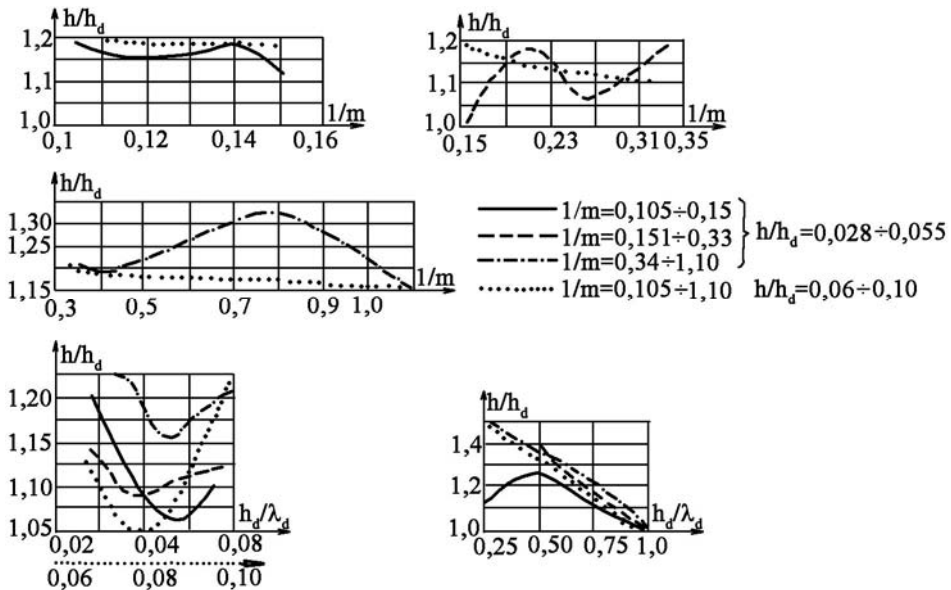 h/h_d
1,2
1,1
1,0
1/m
0,1
0,12
0,14
0,16
h/h_d
1,2
1,1
1,0
1/m
0,15
0,23
0,31
0,35
h/h_d
1,30
1,25
1,15
1/m
0,3
0,5
0,7
0,9
1,0
1/m=0,105÷0,15
1/m=0,151÷0,33
1/m=0,34÷1,10
h/h_d=0,028÷0,055
1/m=0,105÷1,10 h/h_d=0,06÷0,10
h/h_d
1,20
1,15
1,10
1,05
h_d/λ_d
0,02 0,04 0,08
0,06 0,08 0,10
h/h_d
1,4
1,2
1,0
h_d/λ_d
0,25 0,50 0,75 1,0